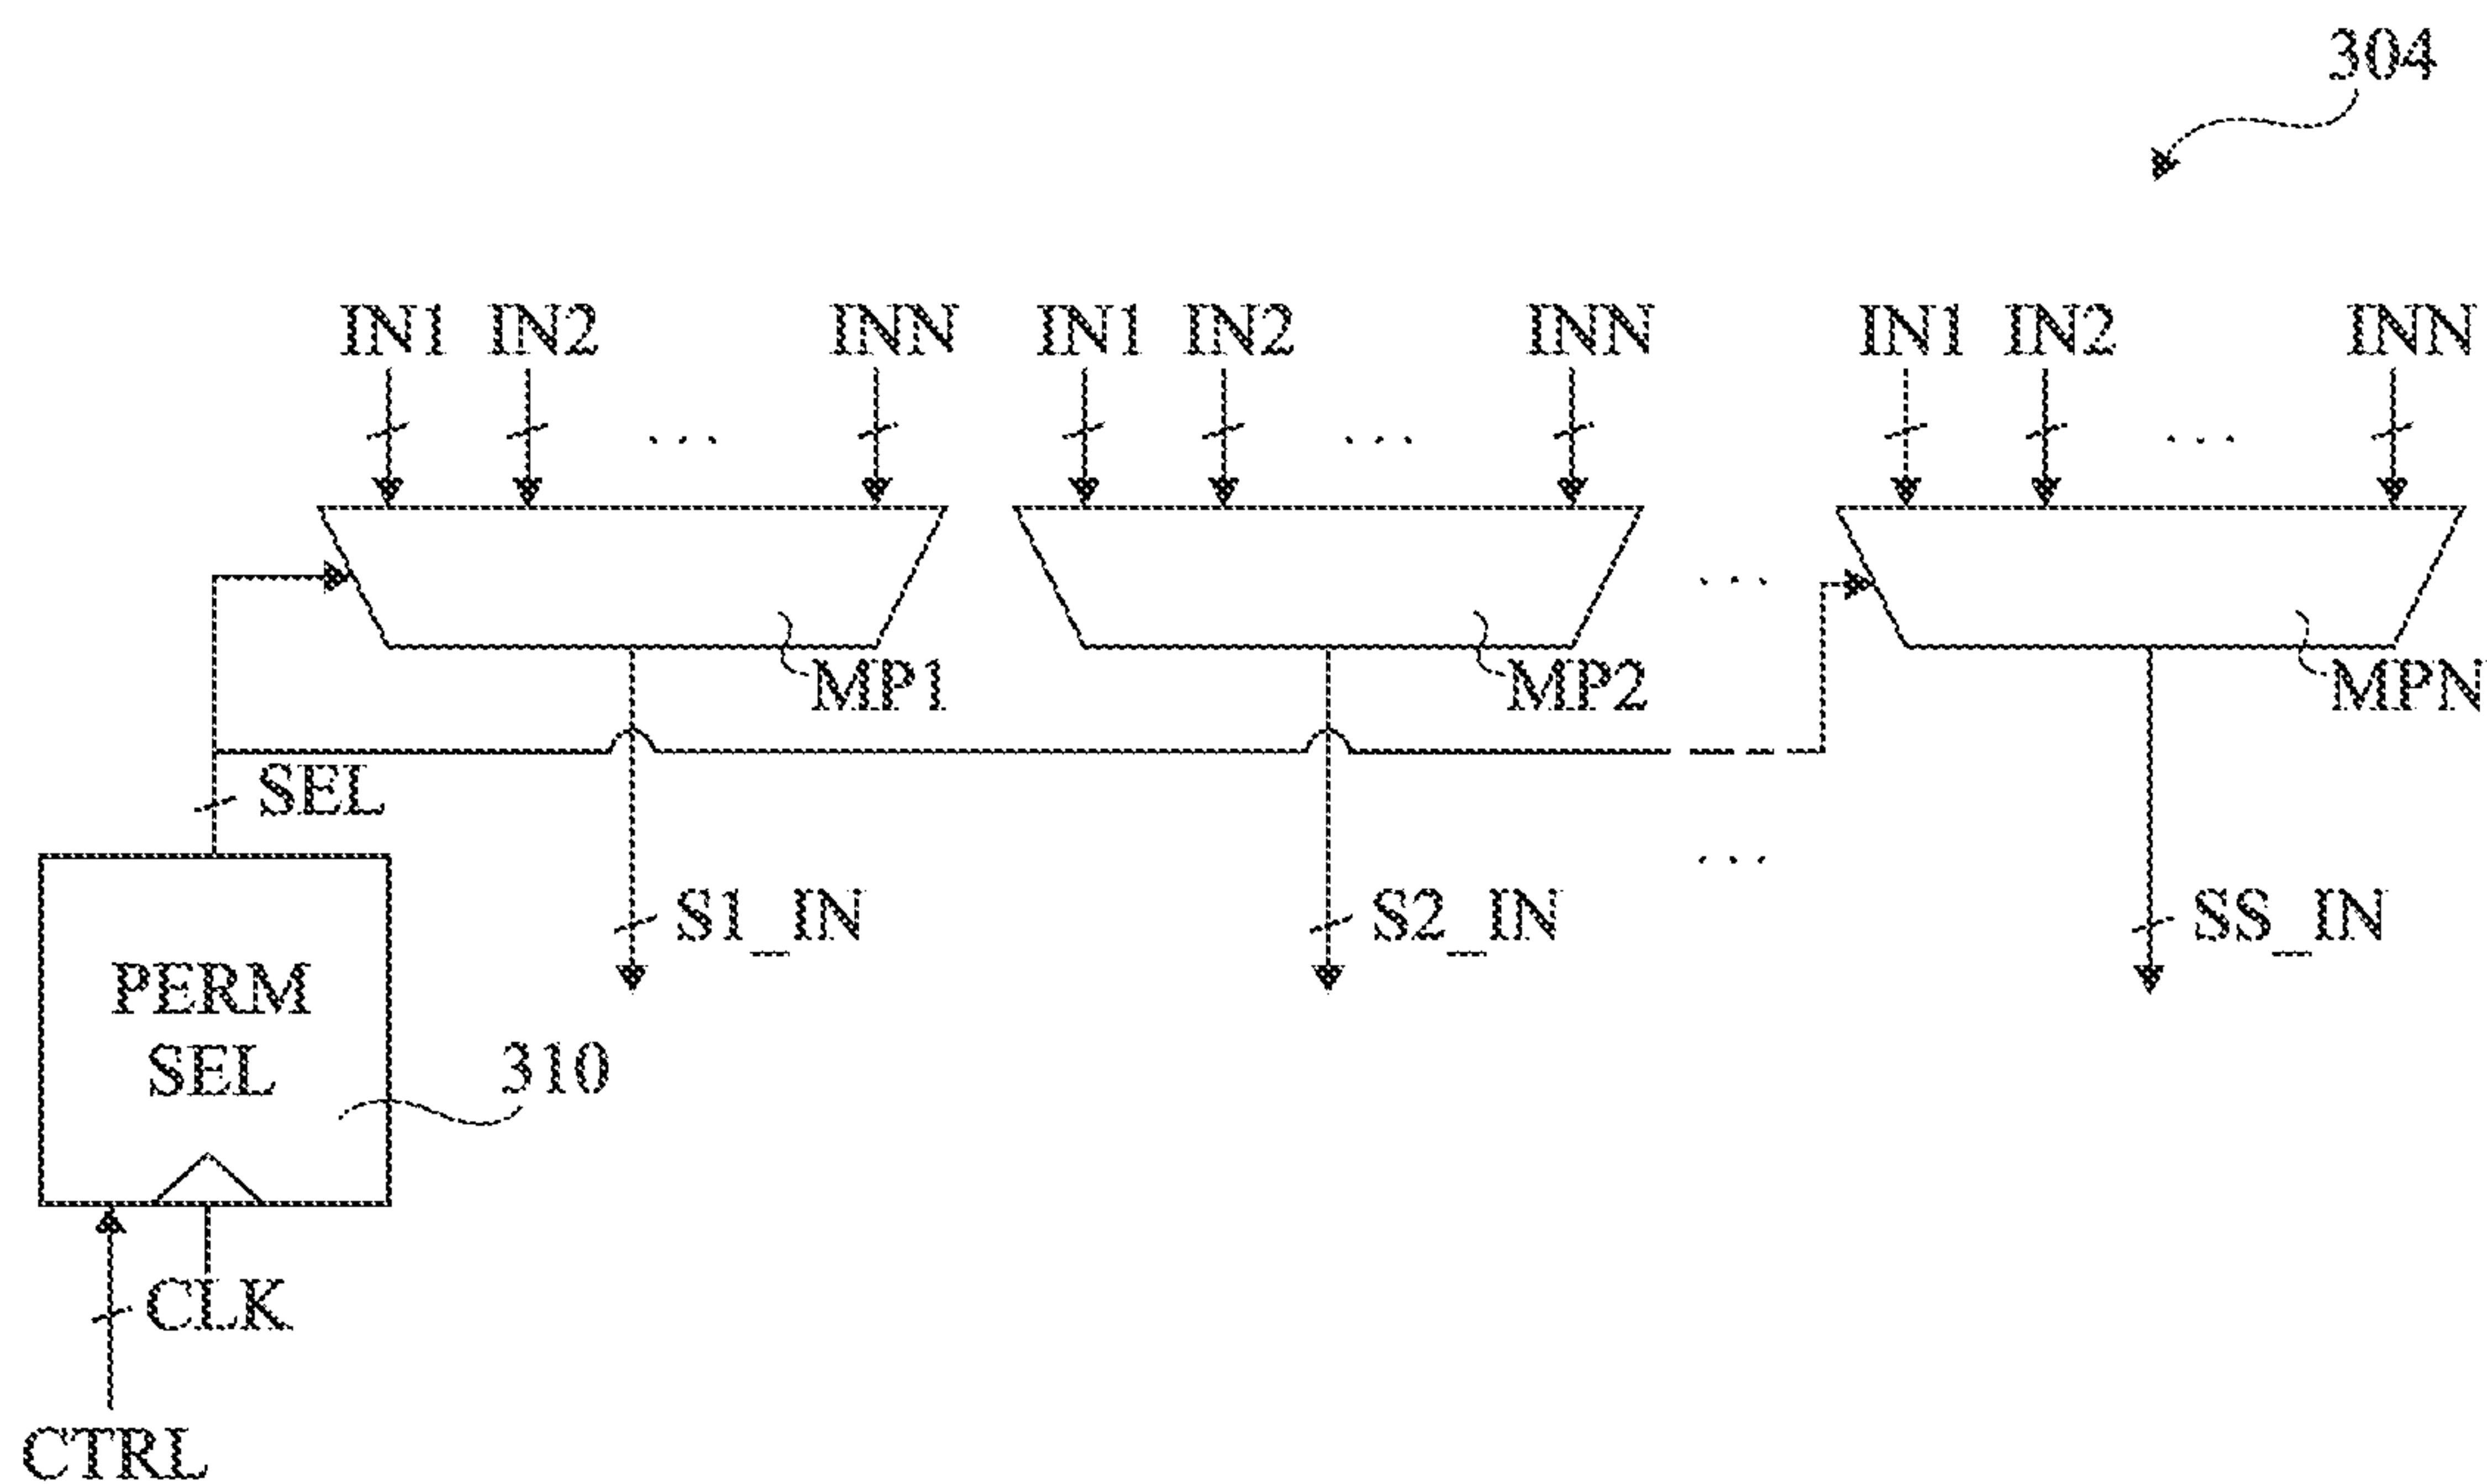 304
IN1 IN2 INN IN1 IN2 INN IN1 IN2 INN
... ... ...
...
MP1 MP2 MPN
SEL
...
S1_IN S2_IN SS_IN
PERM
SEL
310
CLK
CTRL